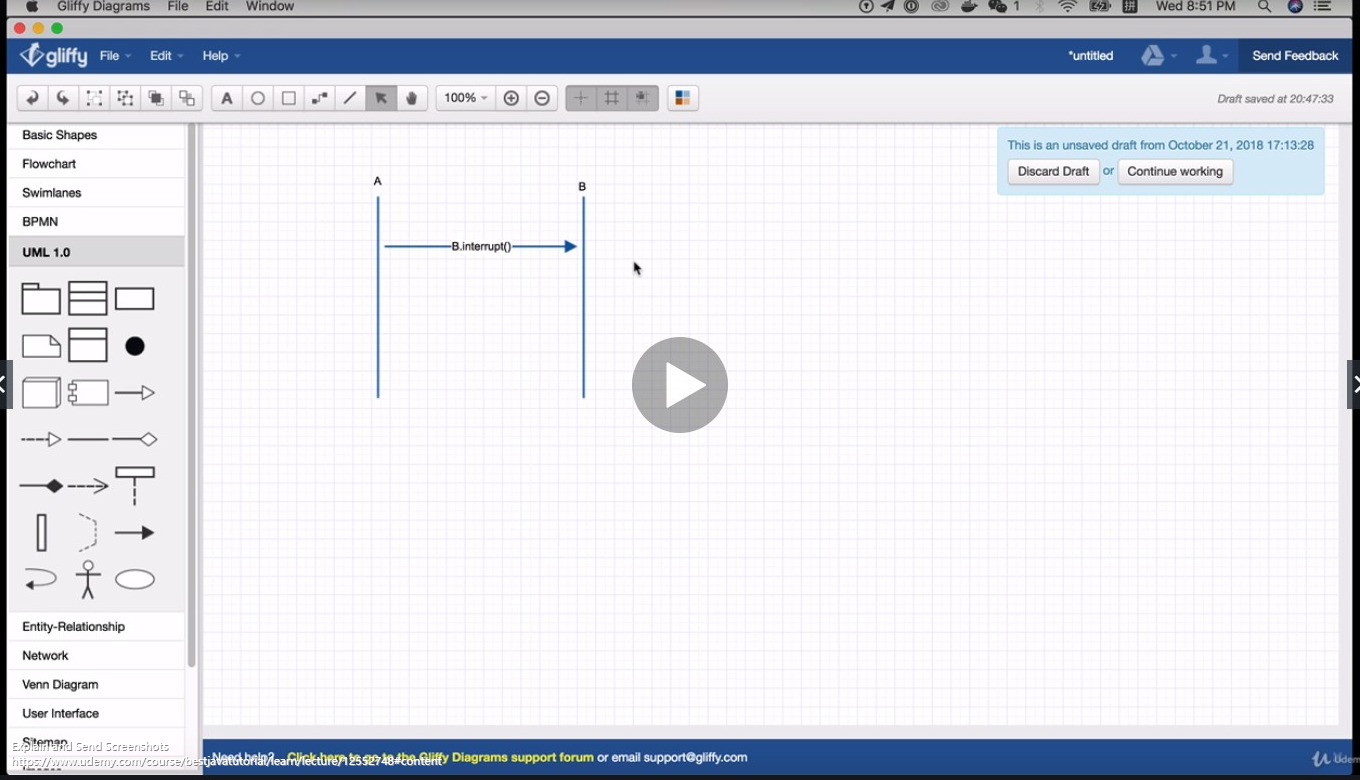 Gliffy Diagrams File Edit Window 1 Wed 8:51 PM
gliffy File Edit Help *untitled Send Feedback
A 100% Draft saved at 20:47:33
Basic Shapes
Flowchart
Swimlanes
BPMN
UML 1.0
Entity-Relationship
Network
Venn Diagram
User Interface
Sitemap
This is an unsaved draft from October 21, 2018 17:13:28
Discard Draft or Continue working
A B
B.interrupt()
Explain and Send Screenshots
https://www.udemy.com/course/bestjavatutorial/learn/lecture/12552748#content
Need help? Click here to go to the Gliffy Diagrams support forum or email support@gliffy.com